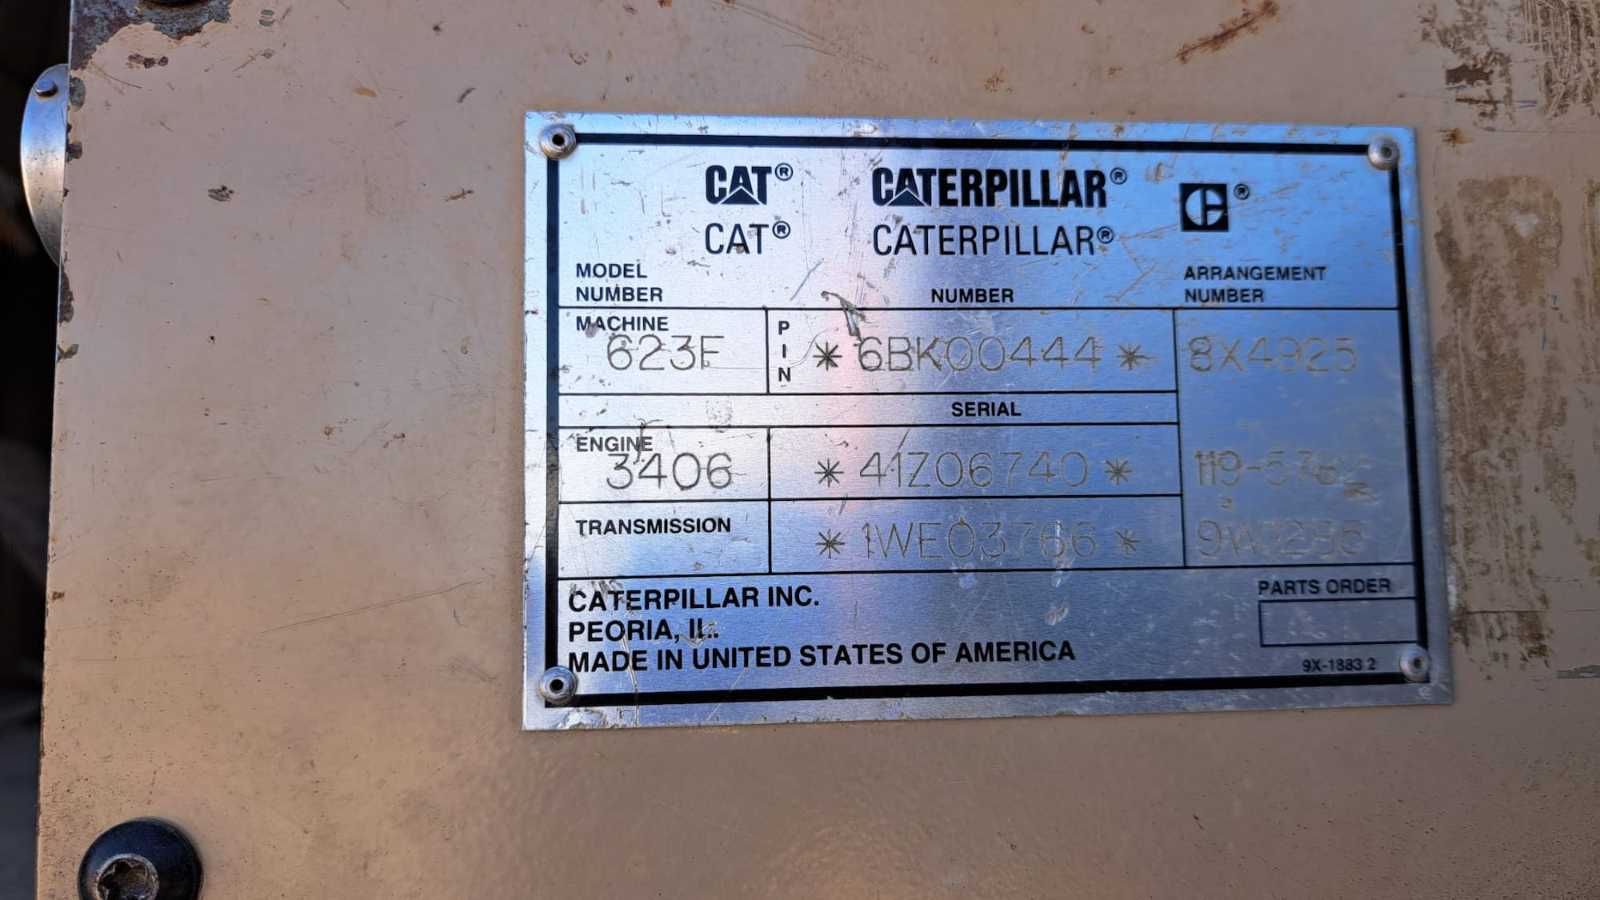 CAT® CATERPILLAR® ®
CAT® CATERPILLAR®
MODEL NUMBER NUMBER ARRANGEMENT NUMBER
MACHINE 623F PIN *6BK00444* 8X4925
SERIAL
ENGINE 3406 *41Z06740*
TRANSMISSION *1WE03766*
CATERPILLAR INC.
PEORIA, IL.
MADE IN UNITED STATES OF AMERICA
PARTS ORDER
9X-1883 2